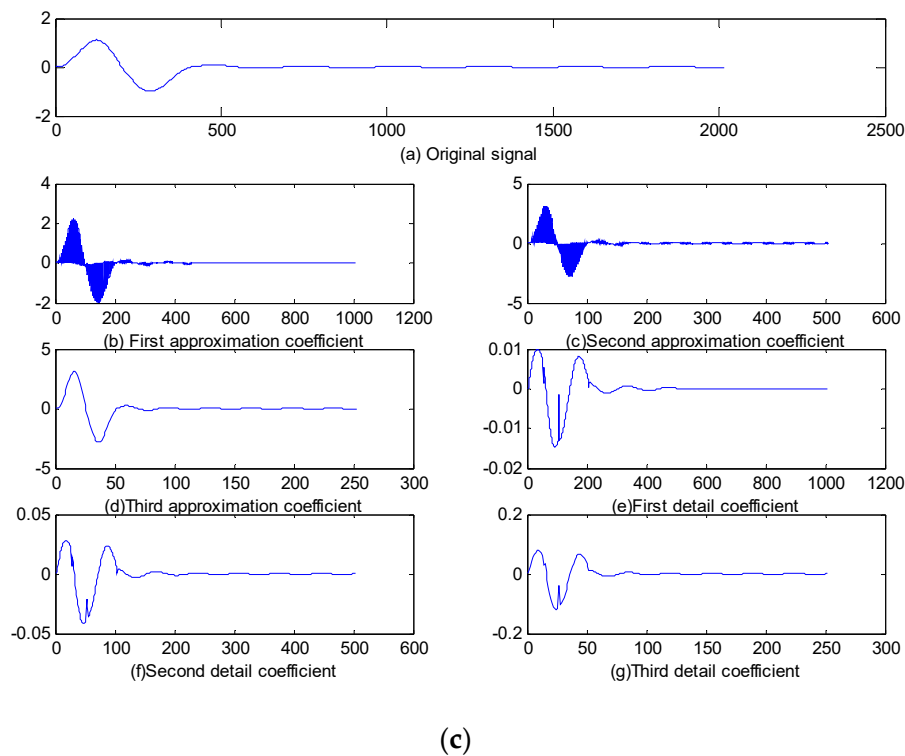 2
0
-2
0 500 1000 1500 2000 2500
(a) Original signal
4
2
0
-2
0 200 400 600 800 1000 1200
(b) First approximation coefficient
5
0
-5
0 100 200 300 400 500 600
(c)Second approximation coefficient
5
0
-5
0 50 100 150 200 250 300
(d)Third approximation coefficient
0.01
0
-0.01
-0.02
0 200 400 600 800 1000 1200
(e)First detail coefficient
0.05
0
-0.05
0 100 200 300 400 500 600
(f)Second detail coefficient
0.2
0
-0.2
0 50 100 150 200 250 300
(g)Third detail coefficient
(c)